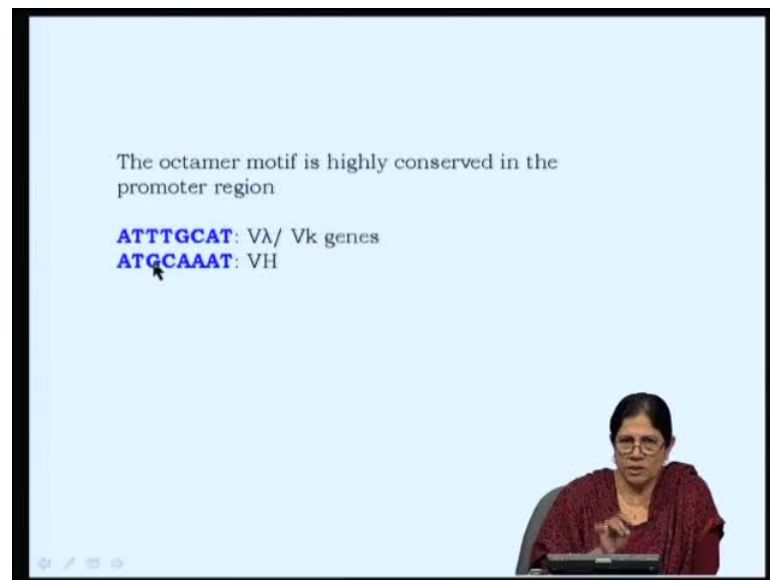 The octamer motif is highly conserved in the
promoter region
ATTTGCAT: Vλ/ Vk genes
ATGCAAAT: VH